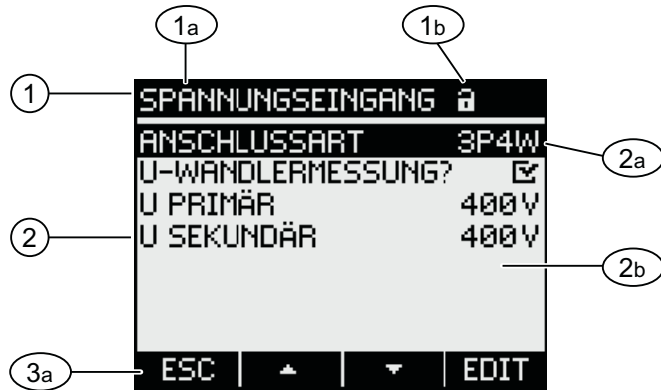 1a 1b
1 SPANNUNGSEINGANG
ANSCHLUSSART 3P4W
2a
U-WANDLERMESSUNG?
U PRIMÄR 400V
2 U SEKUNDÄR 400V
2b
3a ESC EDIT